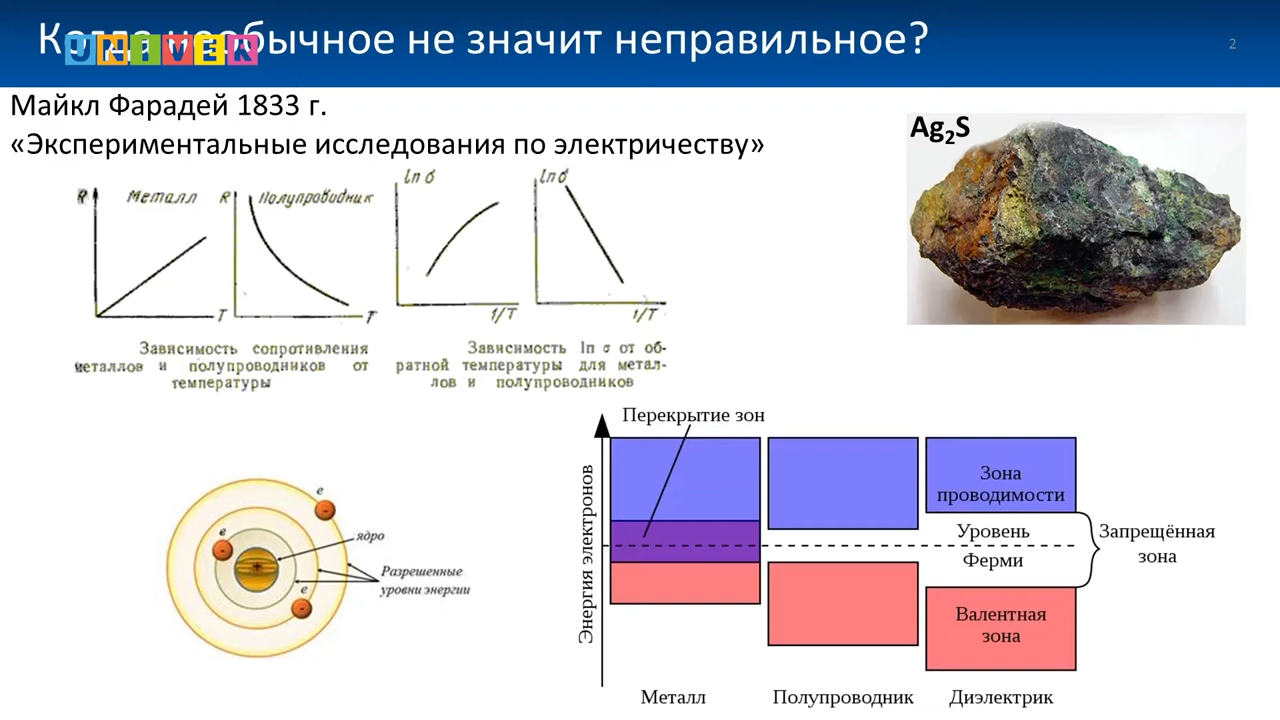 Когда необычное не значит неправильное?
UNIVER
2
Майкл Фарадей 1833 г.
«Экспериментальные исследования по электричеству»
Ag₂S
R
Металл
T
R
Полупроводник
T
ln σ
1/T
ln σ
1/T
Зависимость сопротивления
металлов и полупроводников от
температуры
Зависимость ln σ от об-
ратной температуры для метал-
лов и полупроводников
e
e
e
ядро
Разрешенные
уровни энергии
Энергия электронов
Перекрытие зон
Зона
проводимости
Уровень
Ферми
Запрещённая
зона
Валентная
зона
Металл
Полупроводник
Диэлектрик